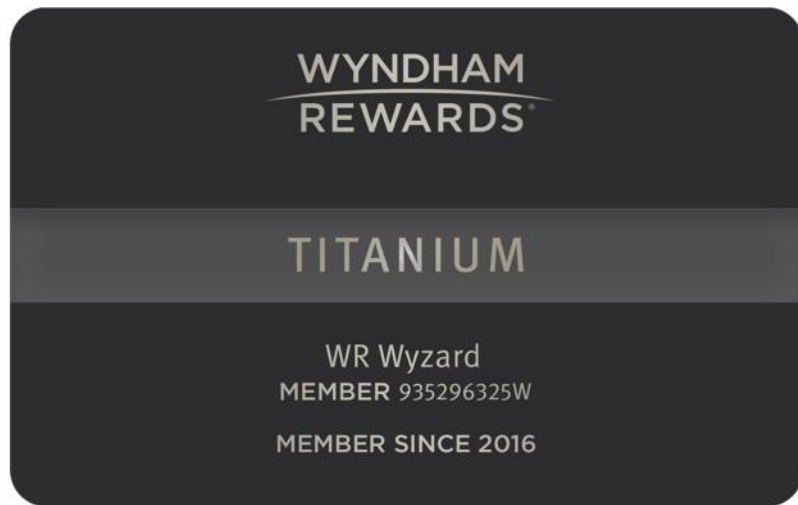 WYNDHAM
REWARDS®
TITANIUM
WR Wyzard
MEMBER 935296325W
MEMBER SINCE 2016